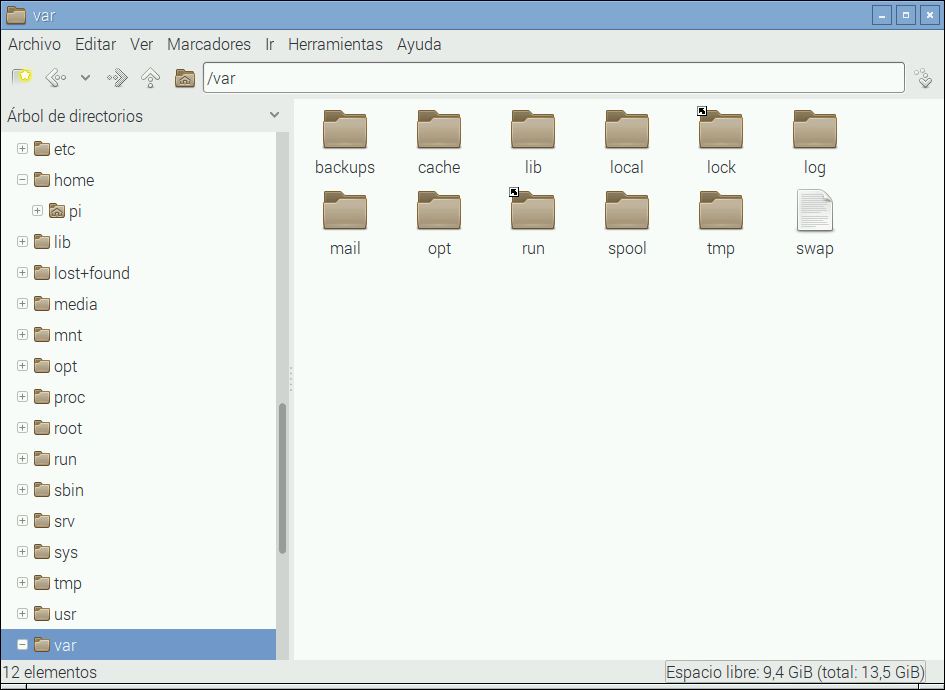 var
Archivo Editar Ver Marcadores Ir Herramientas Ayuda
/var
Árbol de directorios
etc
home
pi
lib
lost+found
media
mnt
opt
proc
root
run
sbin
srv
sys
tmp
usr
var
backups cache lib local lock log
mail opt run spool tmp swap
12 elementos
Espacio libre: 9,4 GiB (total: 13,5 GiB)